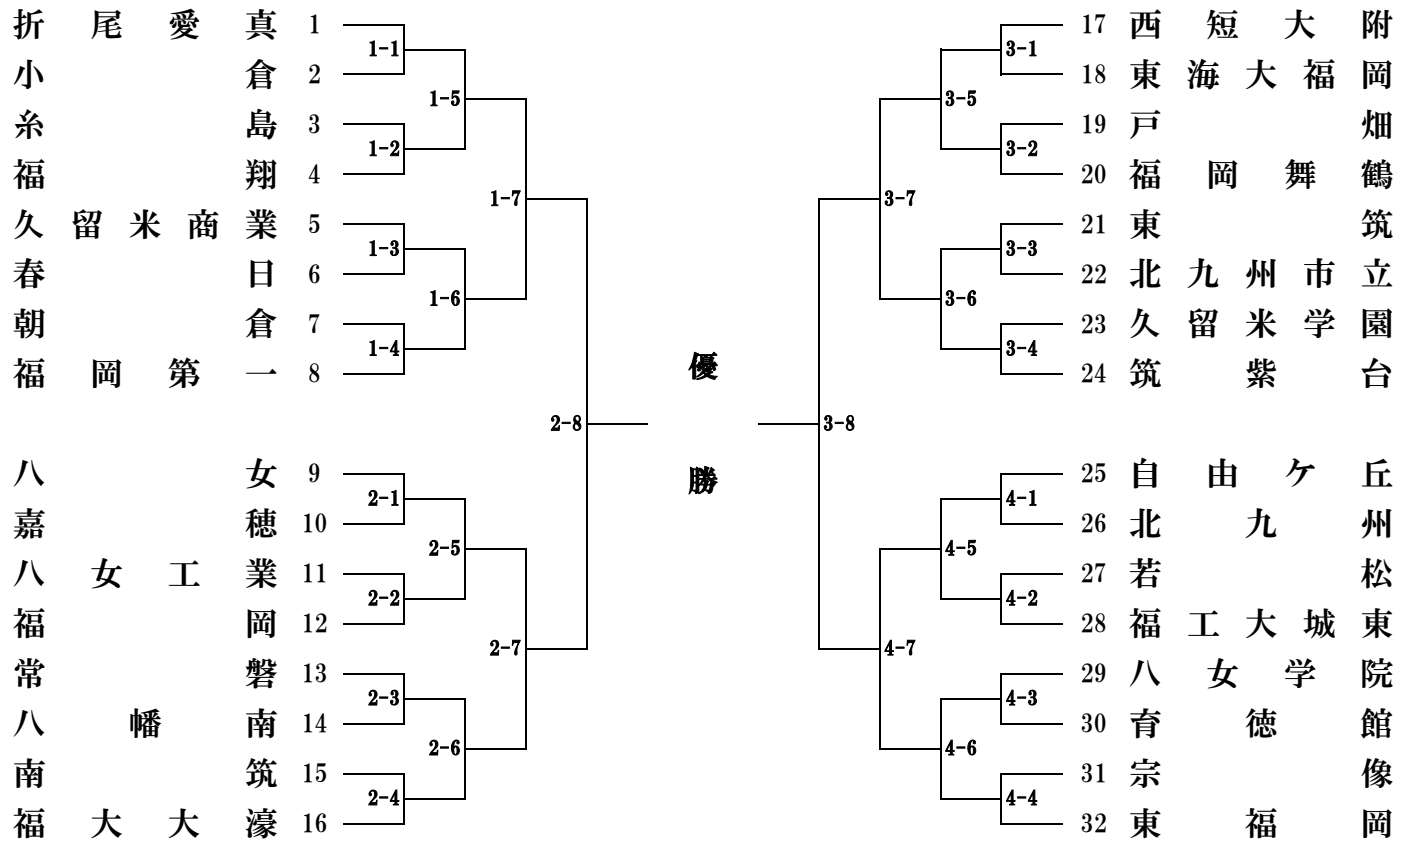 折尾愛真 1
小倉 2
糸島 3
福翔 4
久留米商業 5
春日 6
朝倉 7
福岡第一 8
八女 9
嘉穂 10
八女工業 11
福岡 12
常磐 13
八幡南 14
南筑 15
福大大濠 16
1-1
1-2
1-3
1-4
2-1
2-2
2-3
2-4
1-5
1-6
2-5
2-6
1-7
2-7
2-8
優
勝
3-8
3-7
4-7
3-5
3-6
4-5
4-6
3-1
3-2
3-3
3-4
4-1
4-2
4-3
4-4
17 西短大附
18 東海大福岡
19 戸畑
20 福岡舞鶴
21 東筑
22 北九州市立
23 久留米学園
24 筑紫台
25 自由ケ丘
26 北九州
27 若松
28 福工大城東
29 八女学院
30 育徳館
31 宗像
32 東福岡